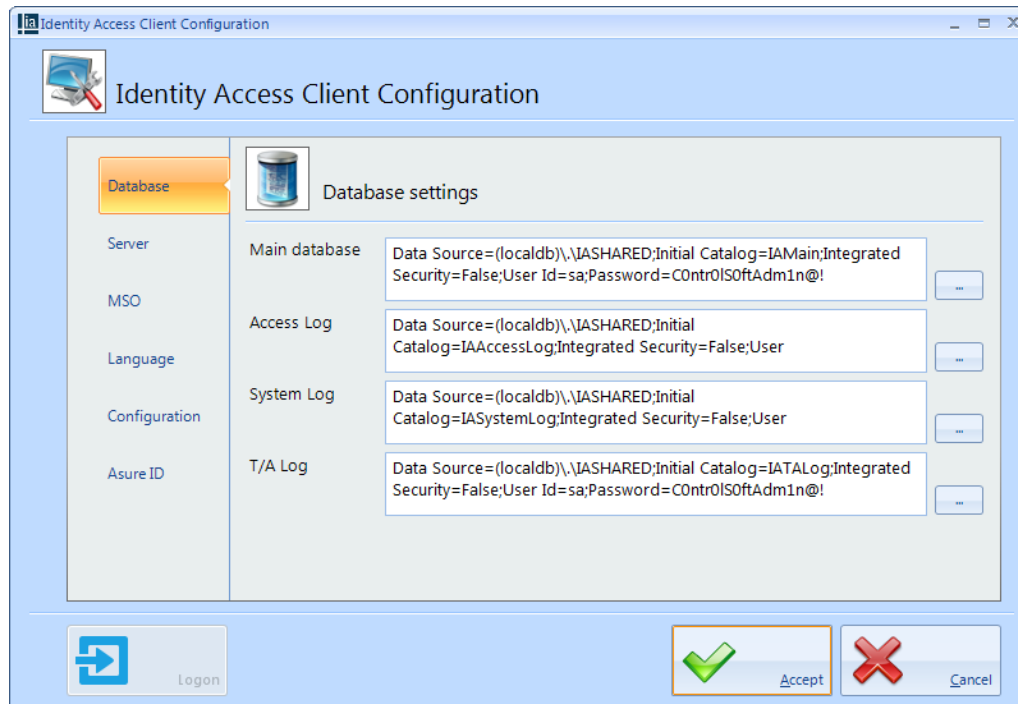 ia Identity Access Client Configuration
Identity Access Client Configuration
Database
Database settings
Server
MSO
Language
Configuration
Asure ID
Main database
Data Source=(localdb)\.\IASHARED;Initial Catalog=IAMain;Integrated
Security=False;User Id=sa;Password=C0ntr0lS0ftAdm1n@!
...
Access Log
Data Source=(localdb)\.\IASHARED;Initial
Catalog=IAAccessLog;Integrated Security=False;User
...
System Log
Data Source=(localdb)\.\IASHARED;Initial
Catalog=IASystemLog;Integrated Security=False;User
...
T/A Log
Data Source=(localdb)\.\IASHARED;Initial Catalog=IATALog;Integrated
Security=False;User Id=sa;Password=C0ntr0lS0ftAdm1n@!
...
Logon
Accept
Cancel